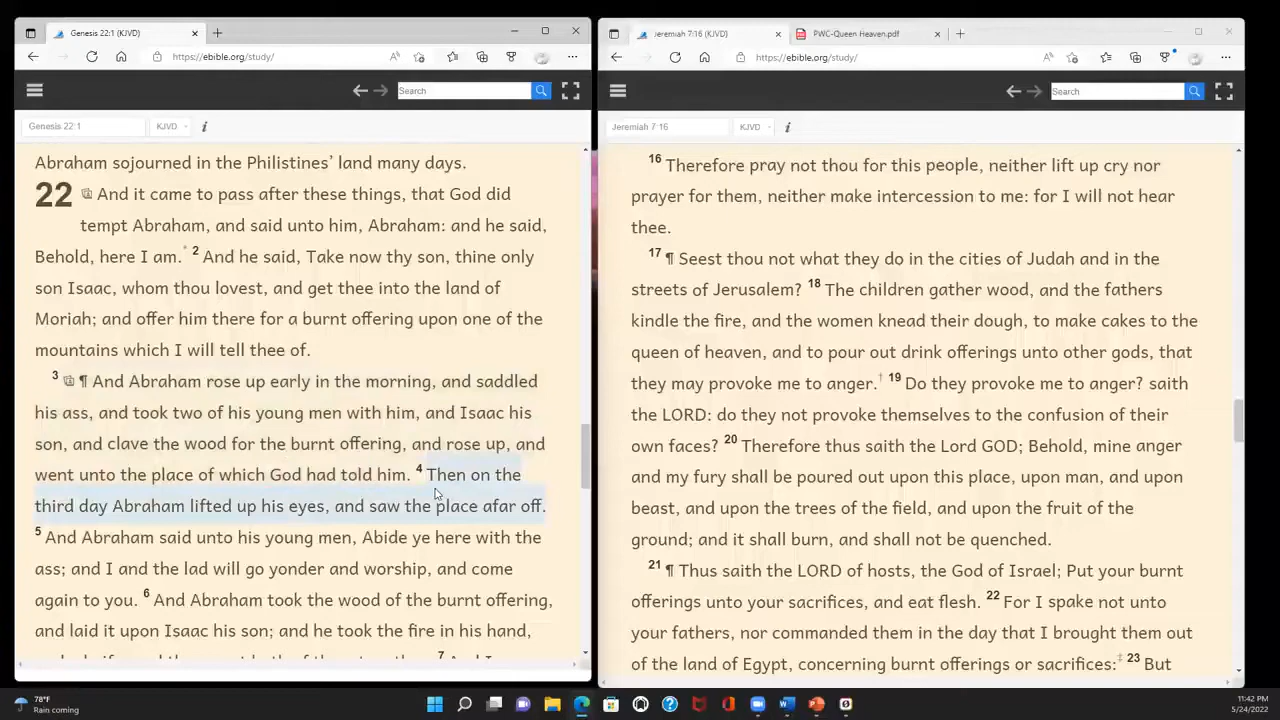 Genesis 22:1 (KJVD)
https://ebible.org/study/
Search
Genesis 22:1
KJVD
Abraham sojourned in the Philistines’ land many days.
22 And it came to pass after these things, that God did
tempt Abraham, and said unto him, Abraham: and he said,
Behold, here I am.* 2 And he said, Take now thy son, thine only
son Isaac, whom thou lovest, and get thee into the land of
Moriah; and offer him there for a burnt offering upon one of the
mountains which I will tell thee of.
3 ¶ And Abraham rose up early in the morning, and saddled
his ass, and took two of his young men with him, and Isaac his
son, and clave the wood for the burnt offering, and rose up, and
went unto the place of which God had told him. 4 Then on the
third day Abraham lifted up his eyes, and saw the place afar off.
5 And Abraham said unto his young men, Abide ye here with the
ass; and I and the lad will go yonder and worship, and come
again to you. 6 And Abraham took the wood of the burnt offering,
and laid it upon Isaac his son; and he took the fire in his hand,
Jeremiah 7:16 (KJVD)
PWC-Queen Heaven.pdf
https://ebible.org/study/
Search
Jeremiah 7:16
KJVD
16 Therefore pray not thou for this people, neither lift up cry nor
prayer for them, neither make intercession to me: for I will not hear
thee.
17 ¶ Seest thou not what they do in the cities of Judah and in the
streets of Jerusalem? 18 The children gather wood, and the fathers
kindle the fire, and the women knead their dough, to make cakes to the
queen of heaven, and to pour out drink offerings unto other gods, that
they may provoke me to anger.† 19 Do they provoke me to anger? saith
the LORD: do they not provoke themselves to the confusion of their
own faces? 20 Therefore thus saith the Lord GOD; Behold, mine anger
and my fury shall be poured out upon this place, upon man, and upon
beast, and upon the trees of the field, and upon the fruit of the
ground; and it shall burn, and shall not be quenched.
21 ¶ Thus saith the LORD of hosts, the God of Israel; Put your burnt
offerings unto your sacrifices, and eat flesh. 22 For I spake not unto
your fathers, nor commanded them in the day that I brought them out
of the land of Egypt, concerning burnt offerings or sacrifices:‡ 23 But
78°F
Rain coming
11:42 PM
5/24/2022